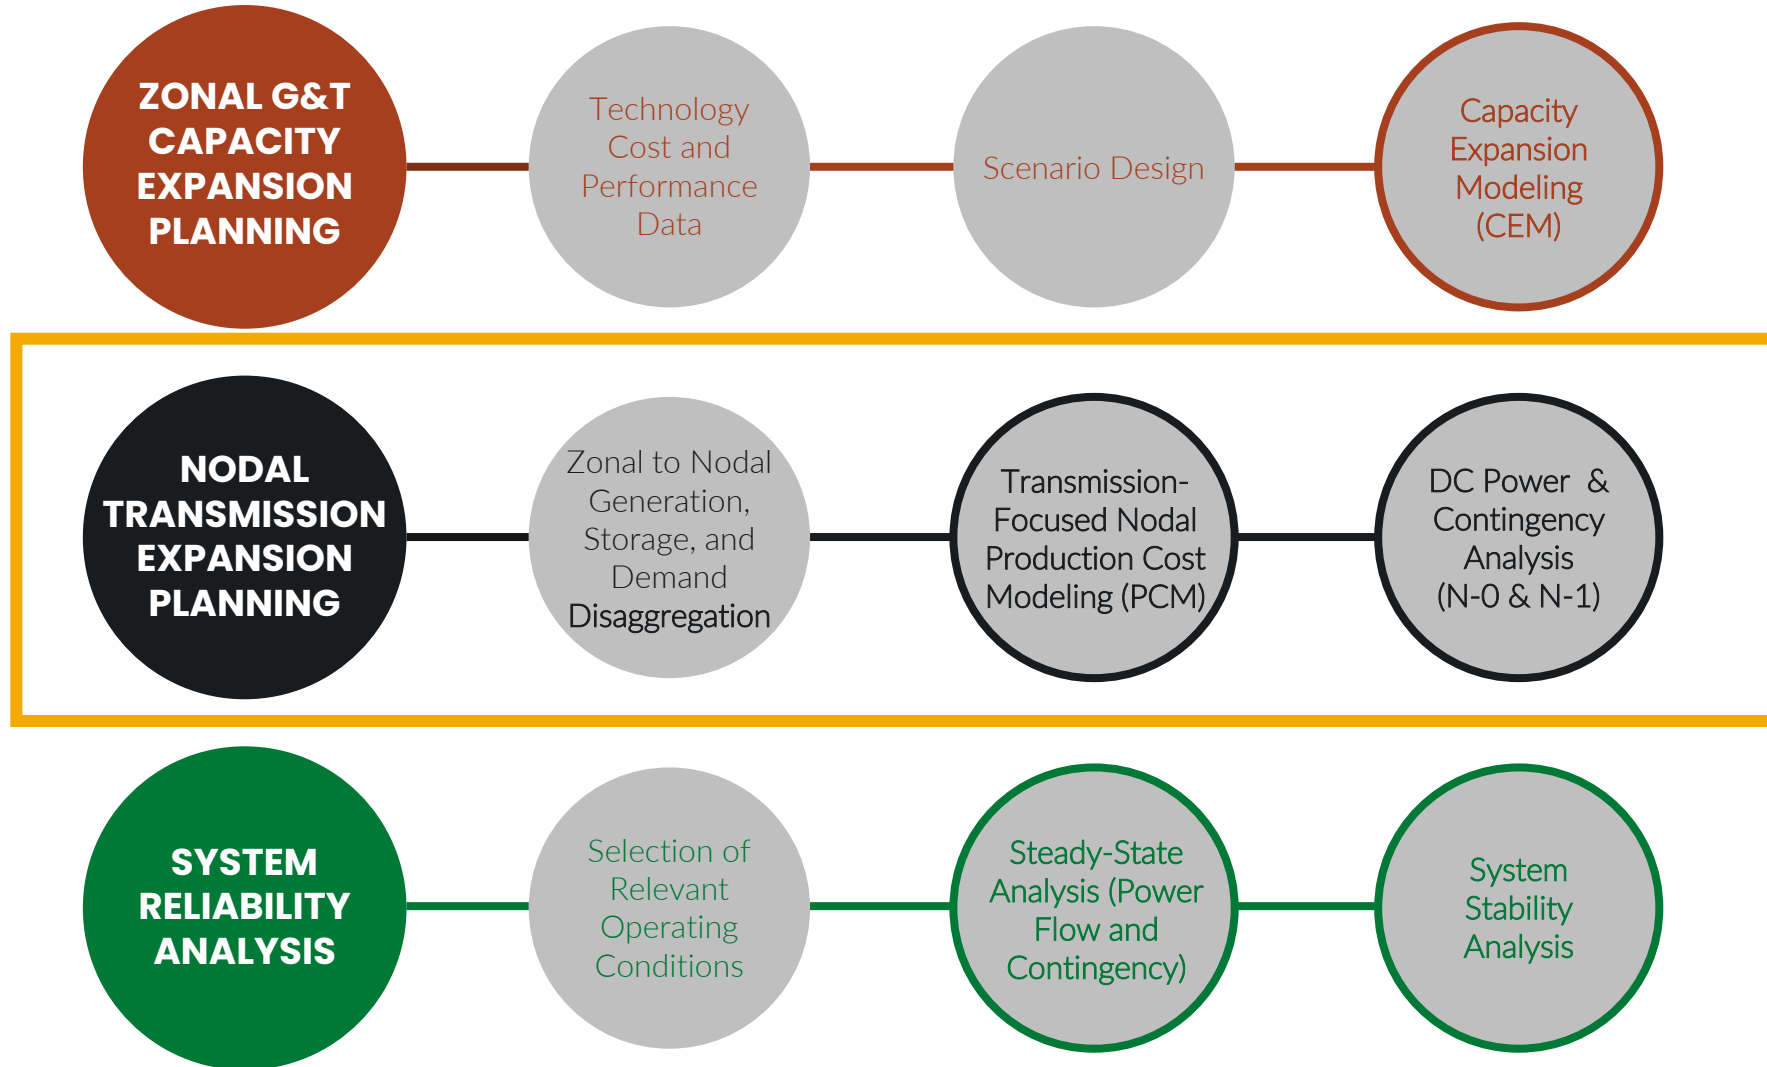 ZONAL G&T
CAPACITY
EXPANSION
PLANNING
Technology
Cost and
Performance
Data
Scenario Design
Capacity
Expansion
Modeling
(CEM)
NODAL
TRANSMISSION
EXPANSION
PLANNING
Zonal to Nodal
Generation,
Storage, and
Demand
Disaggregation
Transmission-
Focused Nodal
Production Cost
Modeling (PCM)
DC Power & 
Contingency
Analysis
(N-0 & N-1)
SYSTEM
RELIABILITY
ANALYSIS
Selection of
Relevant
Operating
Conditions
Steady-State
Analysis (Power
Flow and
Contingency)
System
Stability
Analysis